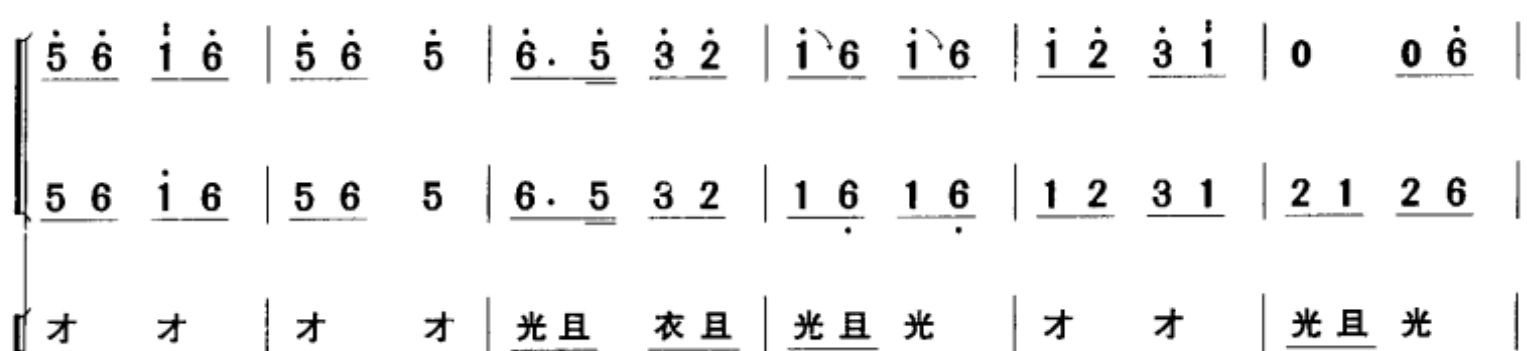 5̇ 6̇ 1̈ 6̇ | 5̇ 6̇ 5̇ | 6̇. 5̇ 3̇ 2̇ | 1̇ 6 1̇ 6 | 1̇ 2̇ 3̇ 1̈ | 0 0 6̇ |
5 6 1̇ 6 | 5 6 5 | 6. 5 3 2 | 1 6̣ 1 6̣ | 1 2 3 1 | 2 1 2 6 |
才 才 | 才 才 | 光且 衣且 | 光且 光 | 才 才 | 光且 光 |